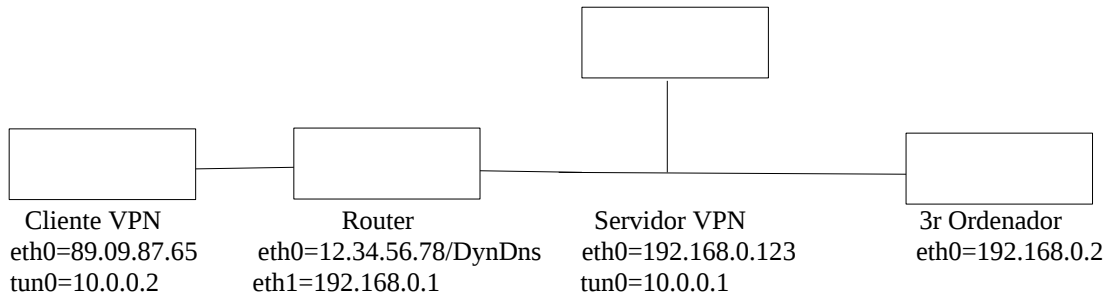 Cliente VPN
eth0=89.09.87.65
tun0=10.0.0.2
Router
eth0=12.34.56.78/DynDns
eth1=192.168.0.1
Servidor VPN
eth0=192.168.0.123
tun0=10.0.0.1
3r Ordenador
eth0=192.168.0.2